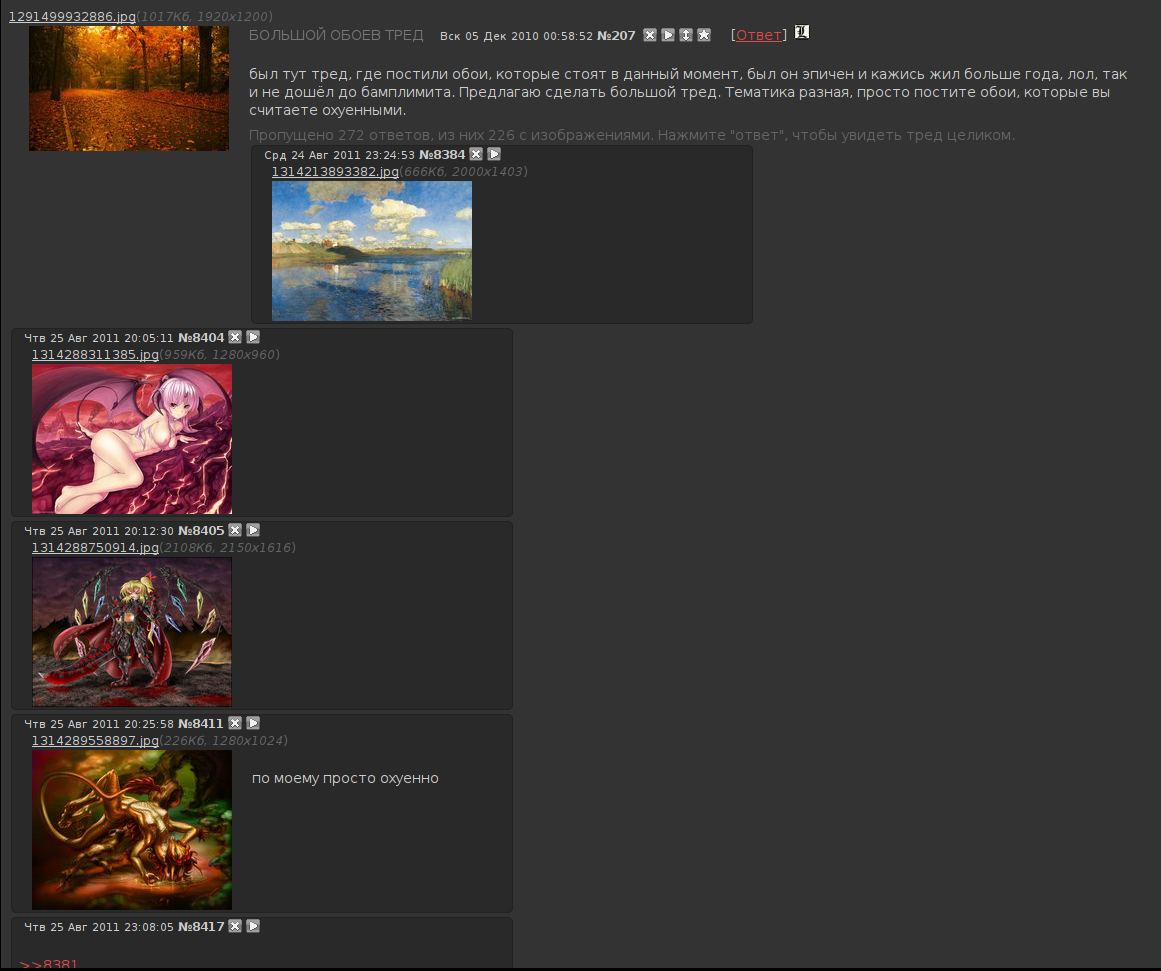 1291499932886.jpg(1017Кб, 1920x1200)
БОЛЬШОЙ ОБОЕВ ТРЕД Вск 05 Дек 2010 00:58:52 №207 [Ответ]
был тут тред, где постили обои, которые стоят в данный момент, был он эпичен и кажись жил больше года, лол, так
и не дошёл до бамплимита. Предлагаю сделать большой тред. Тематика разная, просто постите обои, которые вы
считаете охуенными.
Пропущено 272 ответов, из них 226 с изображениями. Нажмите "ответ", чтобы увидеть тред целиком.
Срд 24 Авг 2011 23:24:53 №8384
1314213893382.jpg(666Кб, 2000x1403)
Чтв 25 Авг 2011 20:05:11 №8404
1314288311385.jpg(959Кб, 1280x960)
Чтв 25 Авг 2011 20:12:30 №8405
1314288750914.jpg(2108Кб, 2150x1616)
Чтв 25 Авг 2011 20:25:58 №8411
1314289558897.jpg(226Кб, 1280x1024)
по моему просто охуенно
Чтв 25 Авг 2011 23:08:05 №8417
>>8381